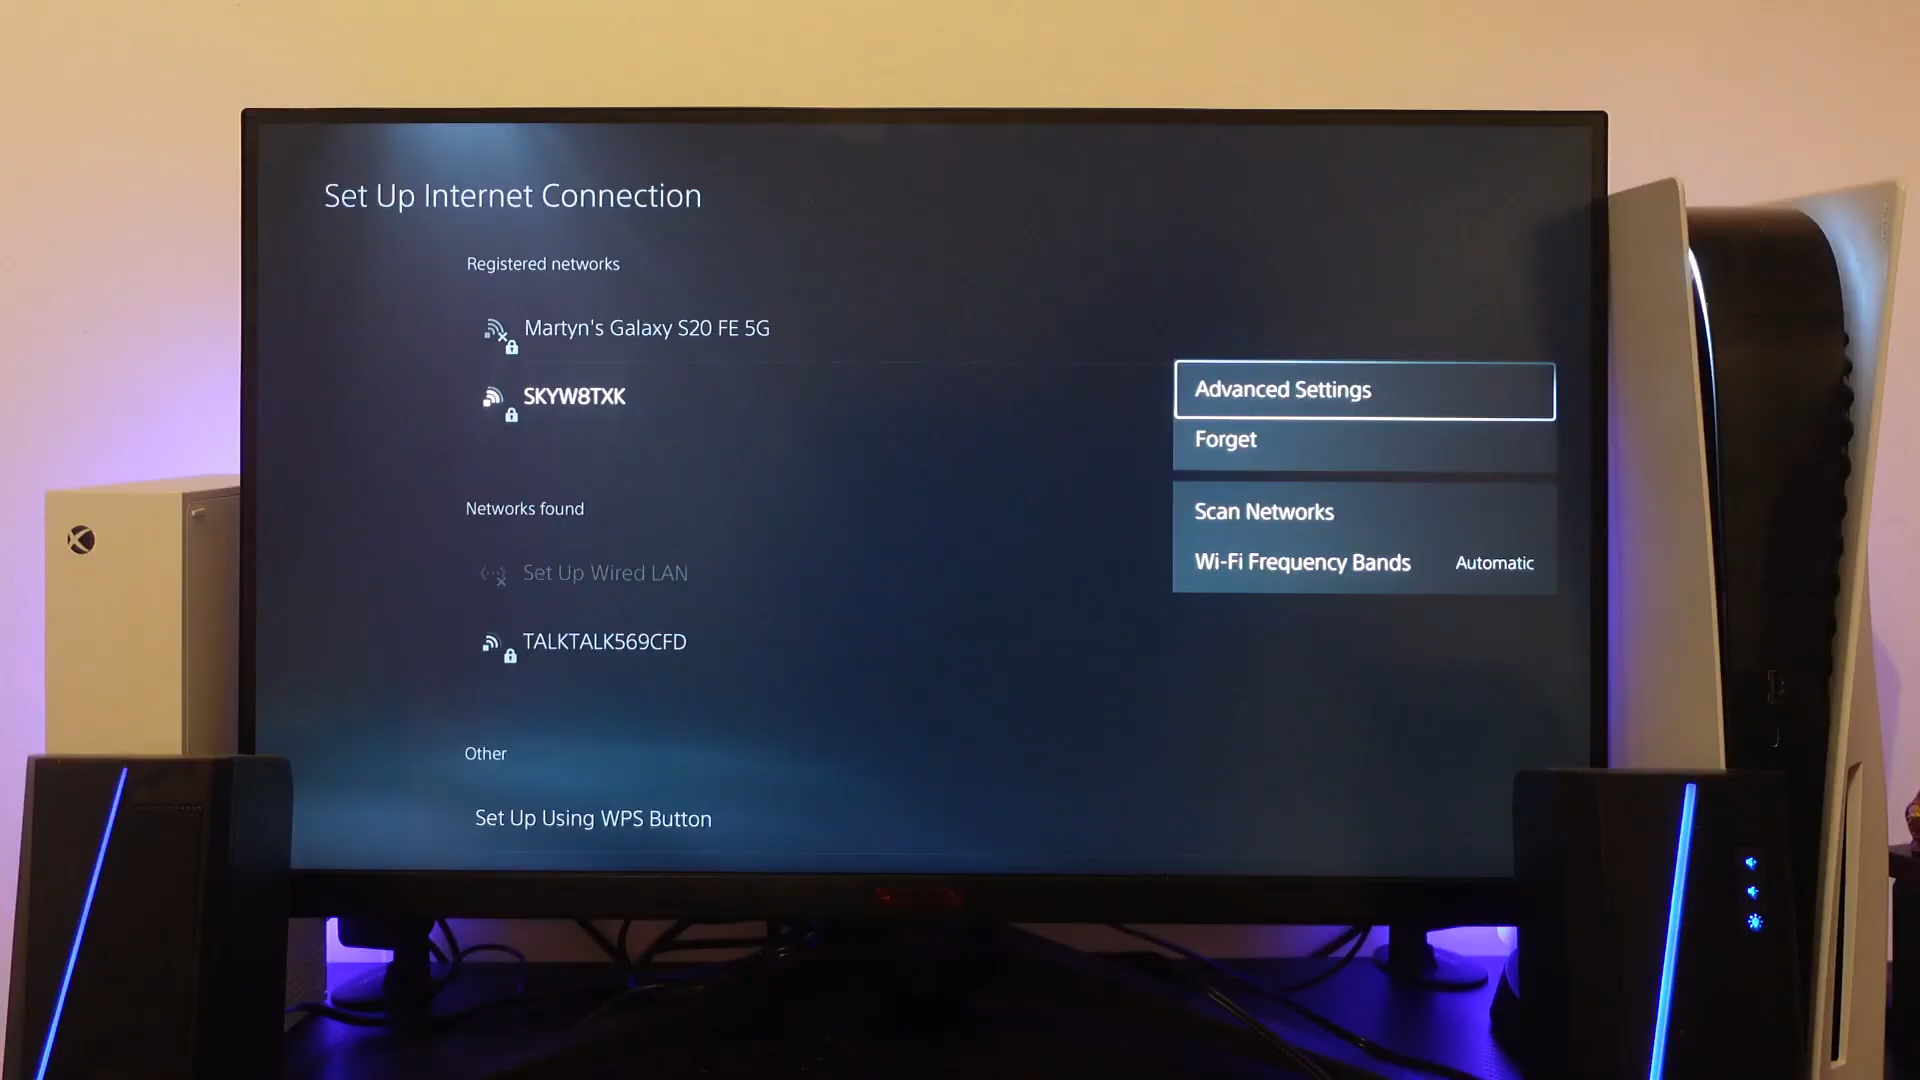 Set Up Internet Connection
Registered networks
Martyn's Galaxy S20 FE 5G
SKYW8TXK
Advanced Settings
Forget
Networks found
Scan Networks
Set Up Wired LAN
Wi-Fi Frequency Bands Automatic
TALKTALK569CFD
Other
Set Up Using WPS Button